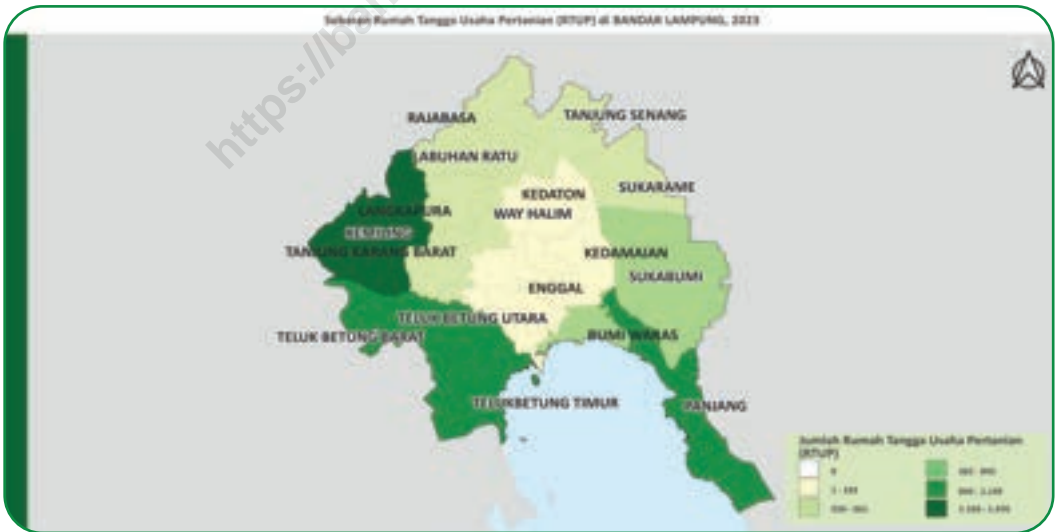 Sebaran Rumah Tangga Usaha Pertanian (RTUP) di BANDAR LAMPUNG, 2023
https://ban
RAJABASA
TANJUNG SENANG
LABUHAN RATU
SUKARAME
KEDATON
LANGKAPURA
WAY HALIM
KEMILING
TANJUNG KARANG BARAT
KEDAMAIAN
SUKABUMI
ENGGAL
TELUK BETUNG UTARA
TELUK BETUNG BARAT
BUMI WARAS
TELUKBETUNG TIMUR
PANJANG
Jumlah Rumah Tangga Usaha Pertanian
(RTUP)